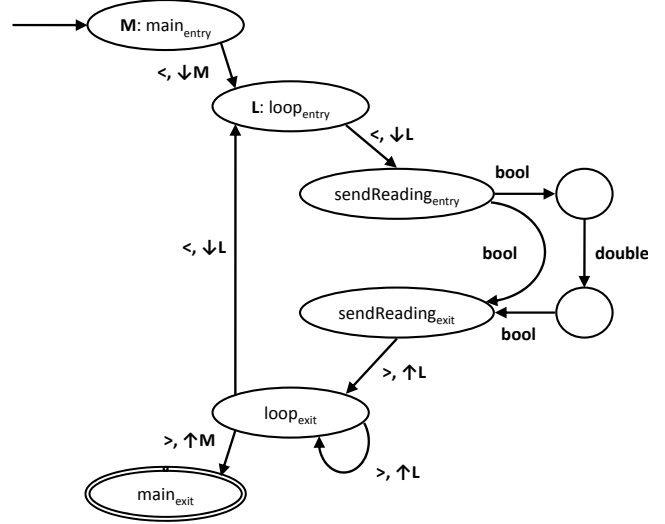 M: main_entry
<, ↓M
L: loop_entry
<, ↓L
bool
sendReading_entry
<, ↓L
bool
double
sendReading_exit
bool
>, ↑L
loop_exit
>, ↑M
>, ↑L
main_exit